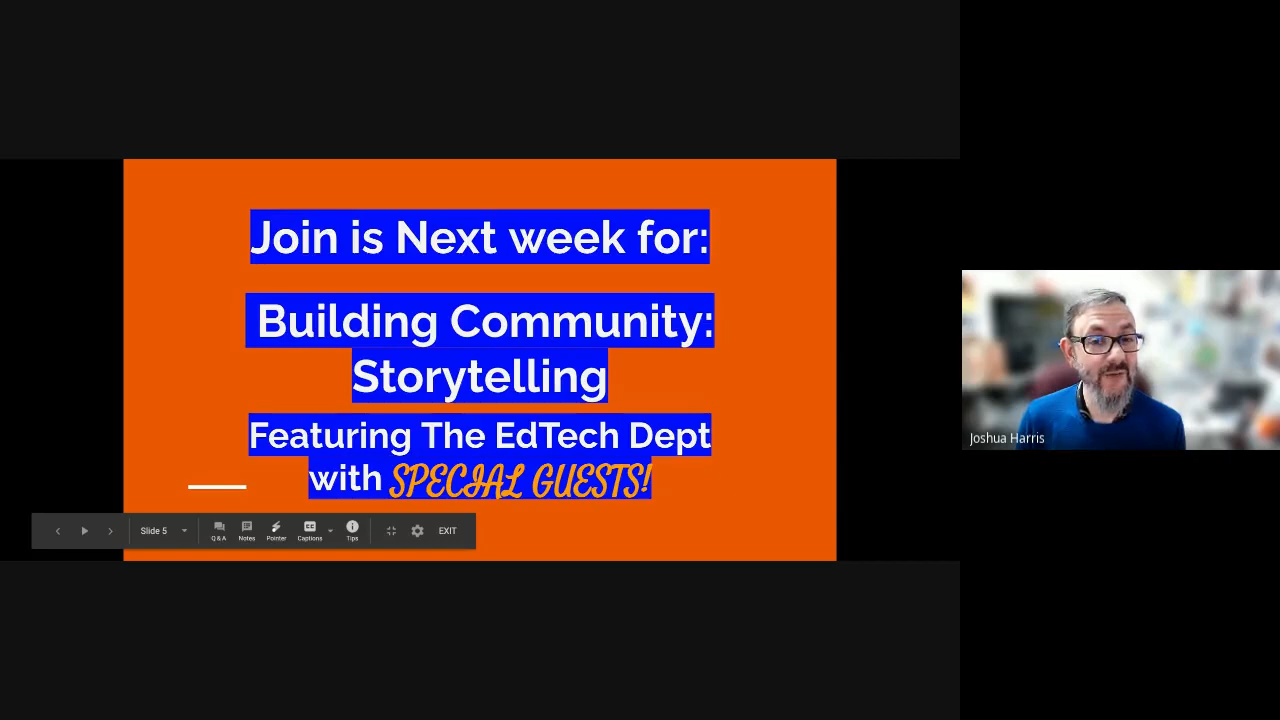 Join is Next week for:
Building Community:
Storytelling
Featuring The EdTech Dept
with SPECIAL GUESTS!
Slide 5
Q & A
Notes
Pointer
Captions
Tips
EXIT
Joshua Harris